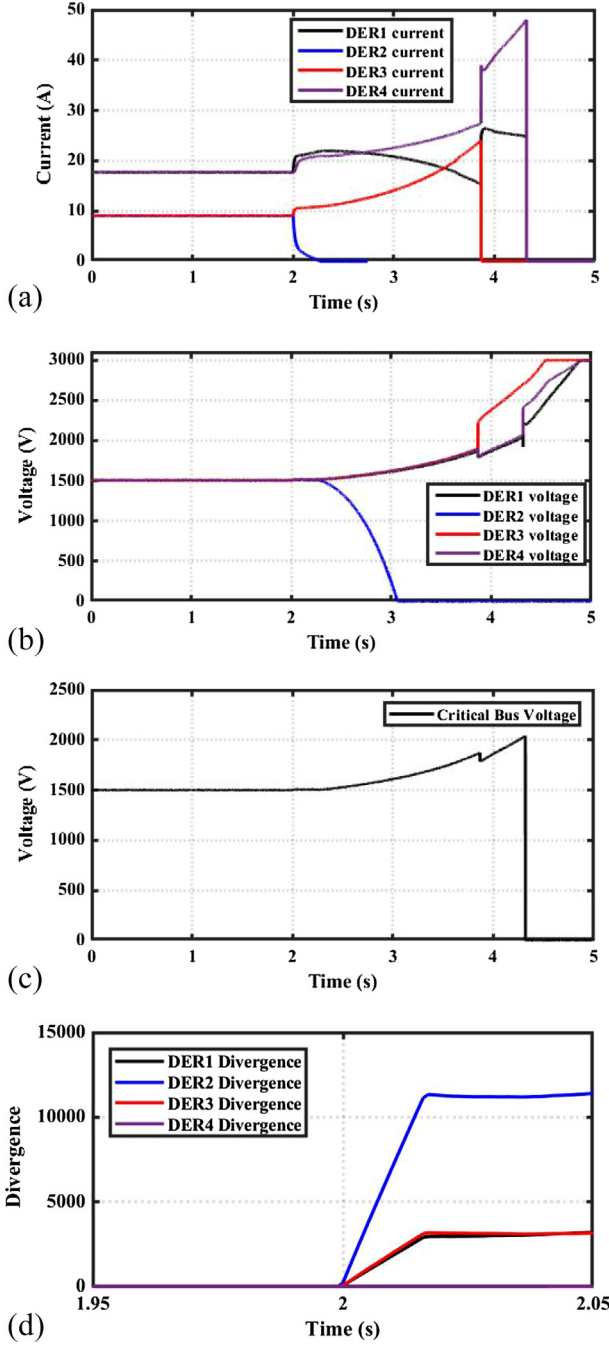 50
40
30
20
10
0
Current (A)
DER1 current
DER2 current
DER3 current
DER4 current
0 1 2 3 4 5
Time (s)
(a)
3000
2500
2000
1500
1000
500
0
Voltage (V)
DER1 voltage
DER2 voltage
DER3 voltage
DER4 voltage
0 1 2 3 4 5
Time (s)
(b)
2500
2000
1500
1000
500
0
Voltage (V)
Critical Bus Voltage
0 1 2 3 4 5
Time (s)
(c)
15000
10000
5000
0
Divergence
DER1 Divergence
DER2 Divergence
DER3 Divergence
DER4 Divergence
1.95 2 2.05
Time (s)
(d)